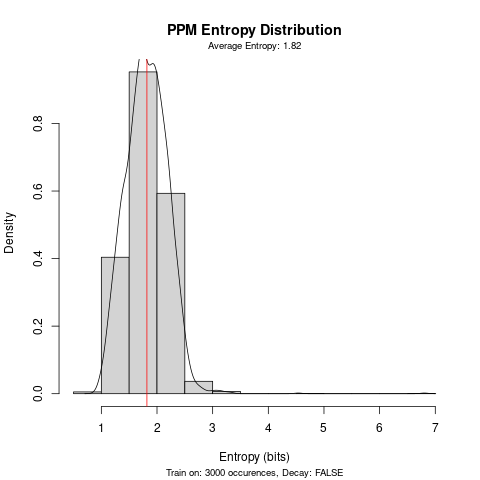 PPM Entropy Distribution
Average Entropy: 1.82
Density
0.8
0.6
0.4
0.2
0.0
1 2 3 4 5 6 7
Entropy (bits)
Train on: 3000 occurences, Decay: FALSE